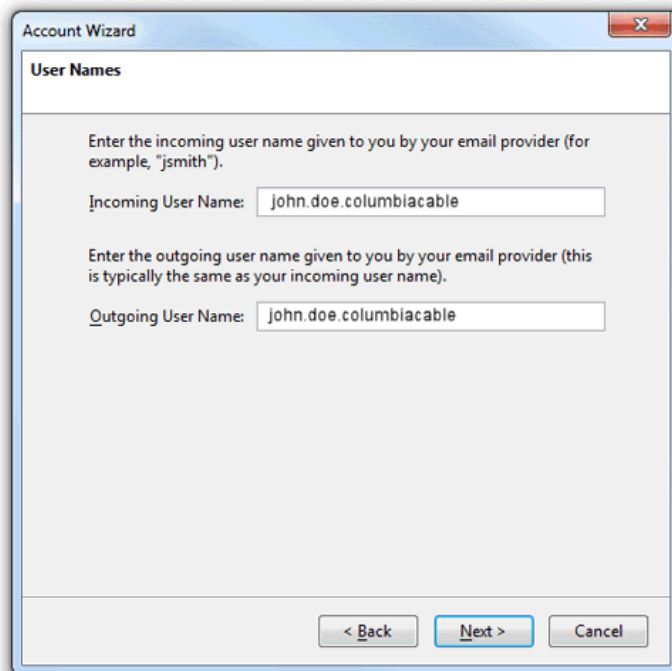 Account Wizard
User Names
Enter the incoming user name given to you by your email provider (for
example, "jsmith").
Incoming User Name: john.doe.columbiacable
Enter the outgoing user name given to you by your email provider (this
is typically the same as your incoming user name).
Outgoing User Name: john.doe.columbiacable
< Back Next > Cancel